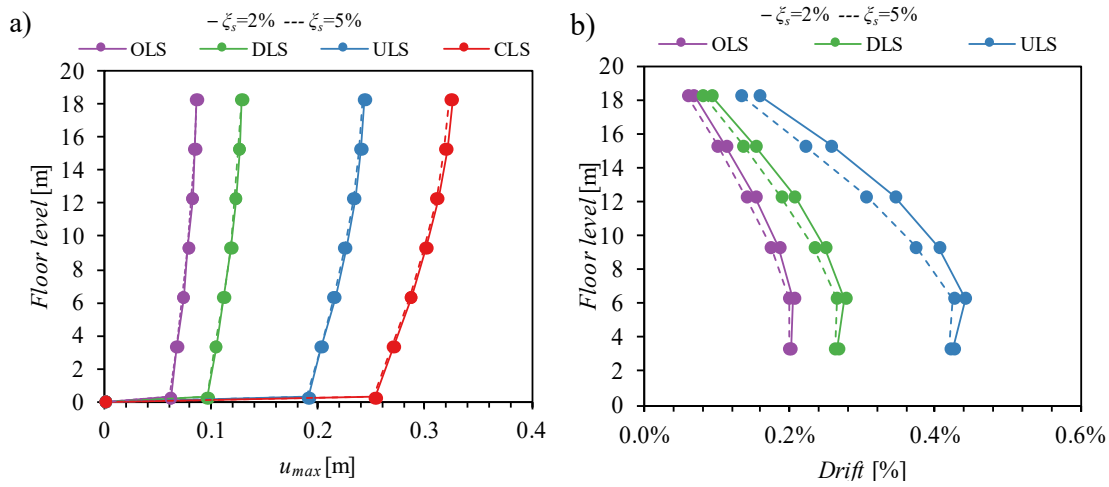 a)
– ξs=2% --- ξs=5%
OLS DLS ULS CLS
20
18
16
14
12
10
8
6
4
2
0
Floor level [m]
0 0.1 0.2 0.3 0.4
umax [m]
b)
– ξs=2% --- ξs=5%
OLS DLS ULS
20
18
16
14
12
10
8
6
4
2
0
Floor level [m]
0.0% 0.2% 0.4% 0.6%
Drift [%]